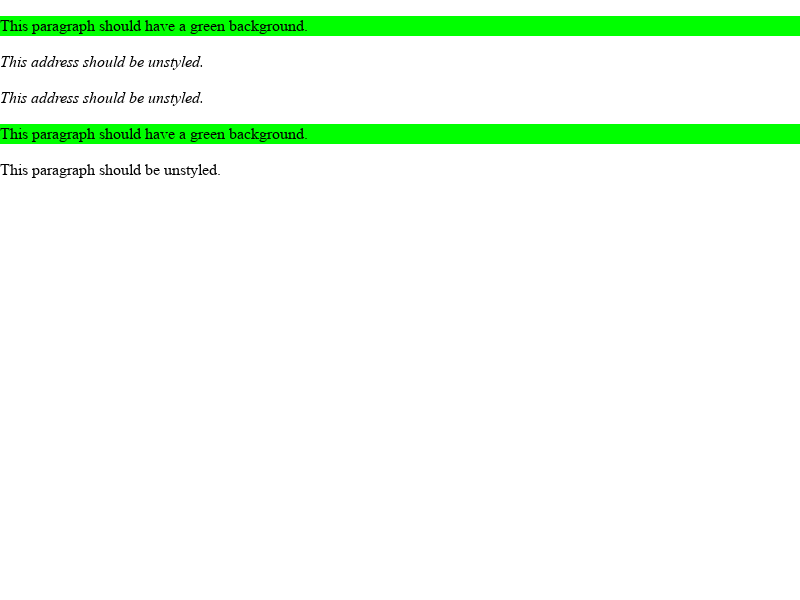 This paragraph should have a green background.
This address should be unstyled.
This address should be unstyled.
This paragraph should have a green background.
This paragraph should be unstyled.